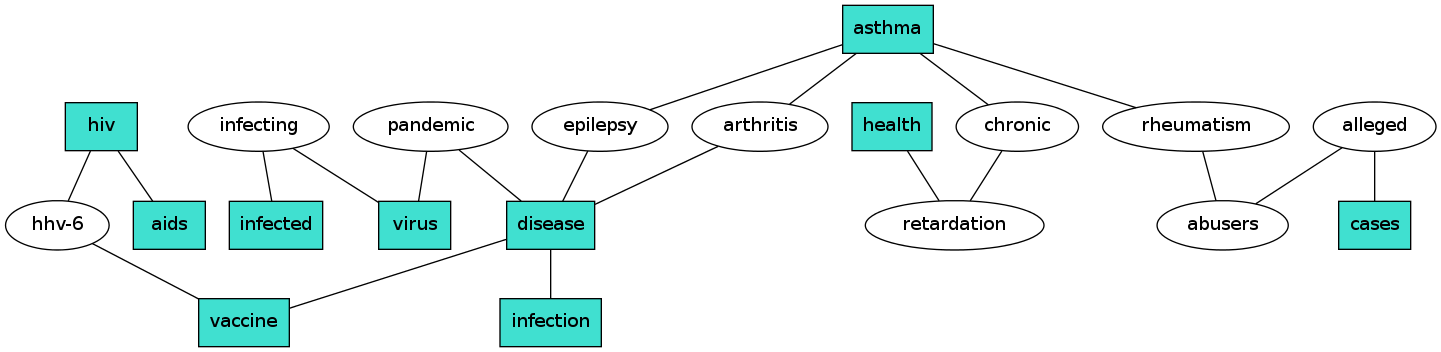 asthma
hiv
infecting
pandemic
epilepsy
arthritis
health
chronic
rheumatism
alleged
hhv-6
aids
infected
virus
disease
retardation
abusers
cases
vaccine
infection